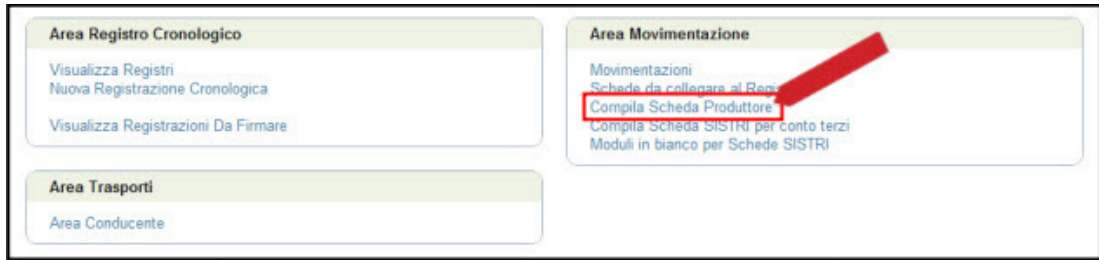 Area Registro Cronologico
Visualizza Registri
Nuova Registrazione Cronologica
Visualizza Registrazioni Da Firmare
Area Trasporti
Area Conducente
Area Movimentazione
Movimentazioni
Schede da collegare al
Compila Scheda Produttore
Compila Scheda SISTRI per conto terzi
Moduli in bianco per Schede SISTRI